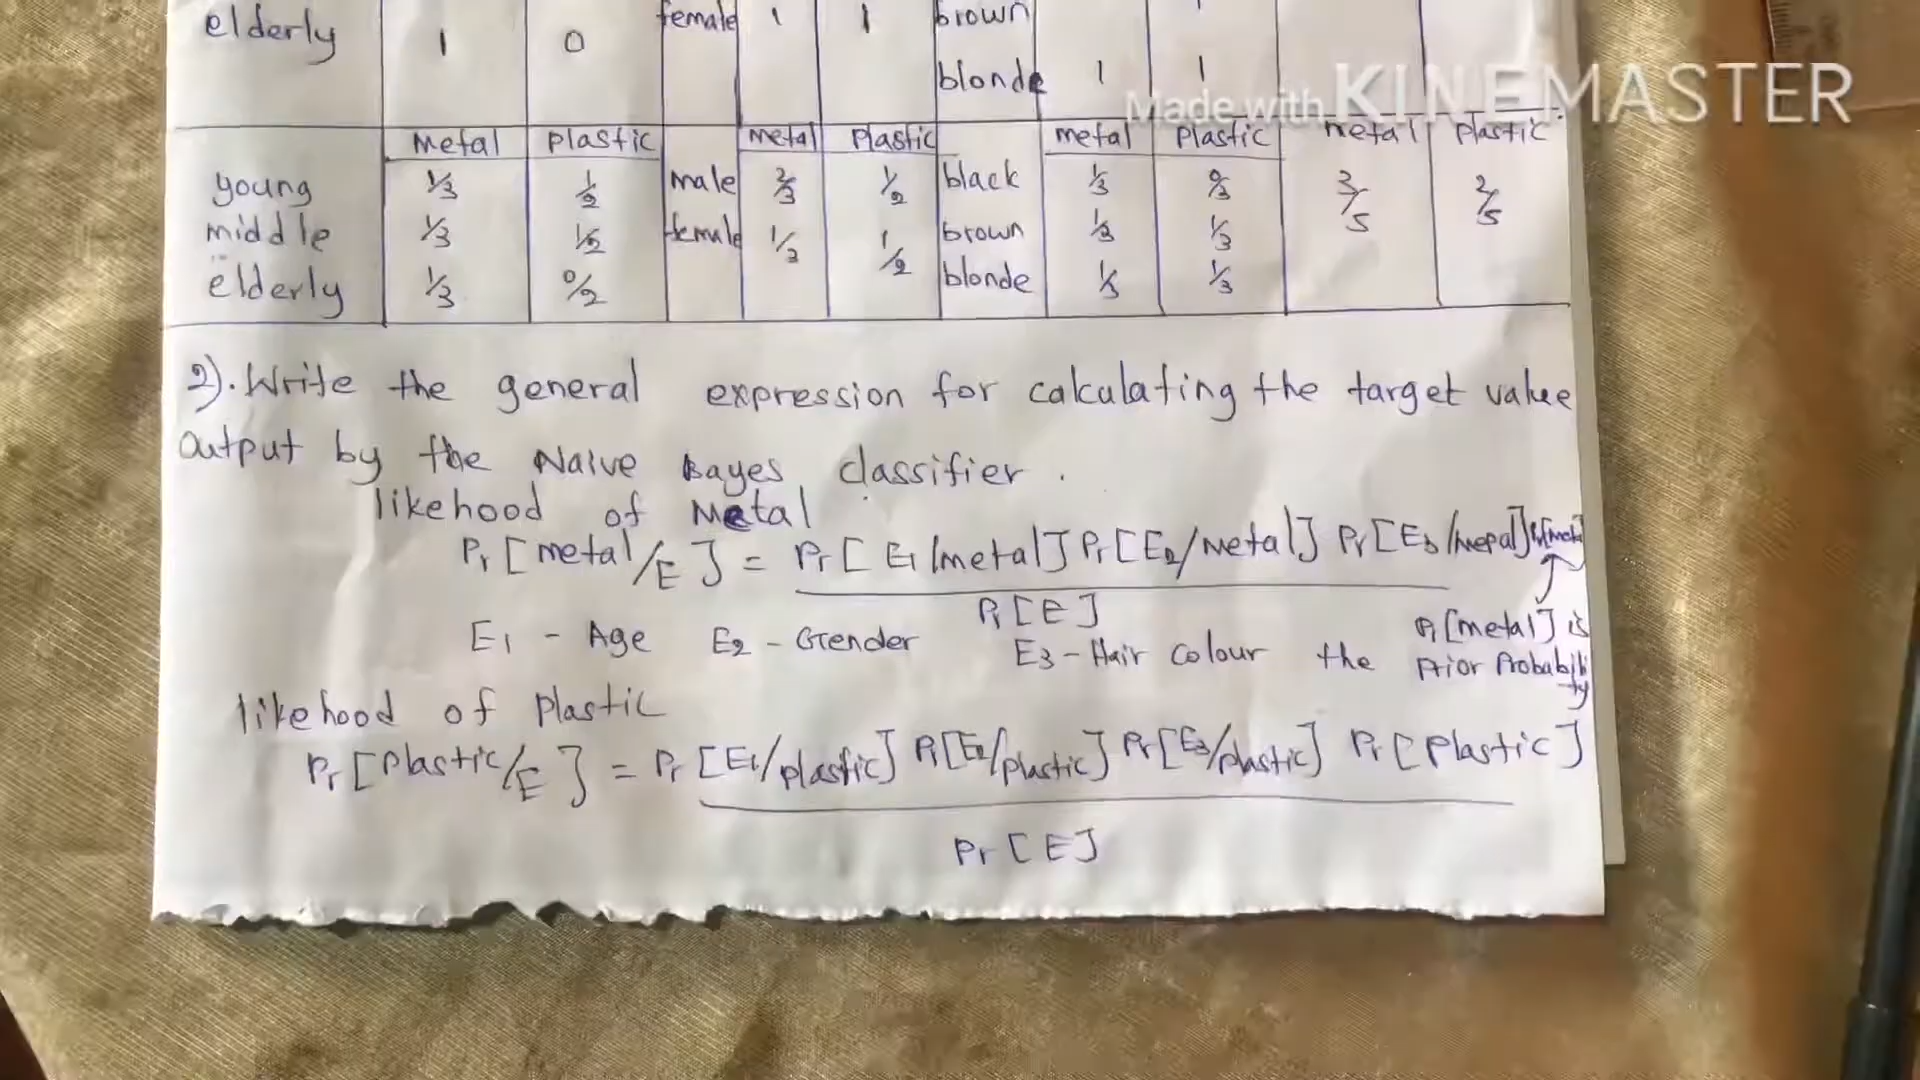 elderly 1 0 female 1 1 brown 1
blonde 1 1
Made with KINEMASTER
Metal plastic metal plastic metal plastic metal plastic
young 1/3 1/2 male 2/3 1/2 black 1/3 0/3 3/5 2/5
middle 1/3 1/2 female 1/3 1/2 brown 1/3 1/3
elderly 1/3 0/2 blonde 1/3 1/3
2). Write the general expression for calculating the target value
output by the Naive Bayes classifier.
likehood of Metal
Pr [metal/E] = Pr[E1/metal] Pr[E2/Metal] Pr[E3/mepal] Pr[metal]
Pr[E]
E1 - Age E2 - Gender E3 - Hair colour Pr[metal] is
the Prior Probability
likehood of plastic
Pr[plastic/E] = Pr[E1/plastic] Pr[E2/plastic] Pr[E3/plastic] Pr[plastic]
Pr[E]